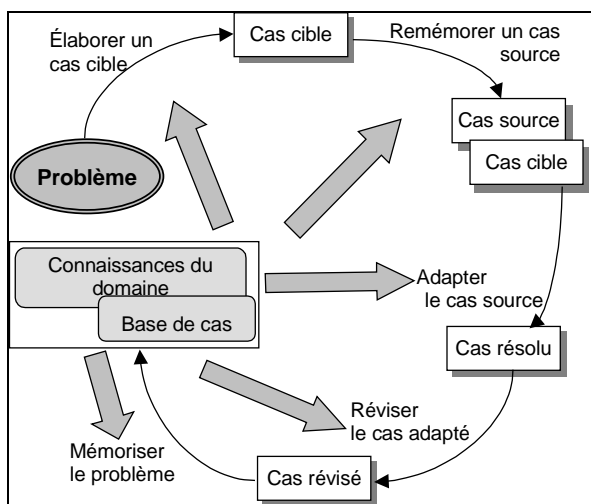 Élaborer un
cas cible
Cas cible
Remémorer un cas
source
Cas source
Cas cible
Problème
Connaissances du
domaine
Base de cas
Adapter
le cas source
Cas résolu
Réviser
le cas adapté
Mémoriser
le problème
Cas révisé